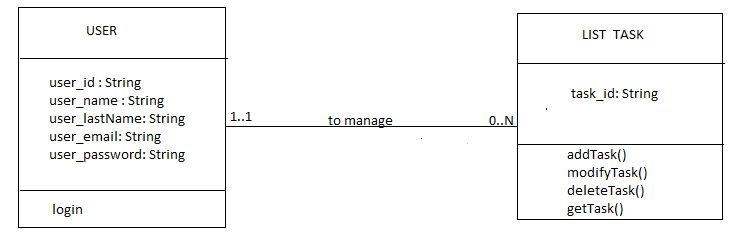 USER
user_id : String
user_name : String
user_lastName: String
user_email: String
user_password: String
login
1..1
to manage
0..N
LIST TASK
task_id: String
addTask()
modifyTask()
deleteTask()
getTask()